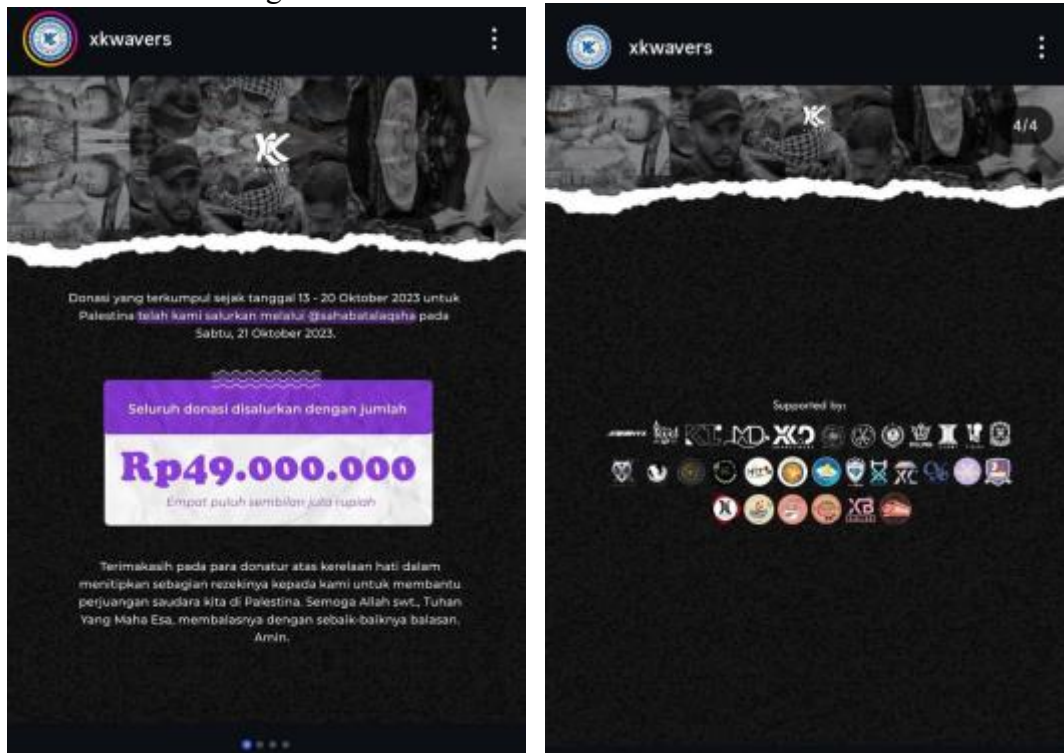 xkwavers
Donasi yang terkumpul sejak tanggal 13 - 20 Oktober 2023 untuk
Palestina telah kami salurkan melalui @sahabatalaqsha pada
Sabtu, 21 Oktober 2023.
Seluruh donasi disalurkan dengan jumlah
Rp49.000.000
Empat puluh sembilan juta rupiah
Terimakasih pada para donatur atas kerelaan hati dalam
menitipkan sebagian rezekinya kepada kami untuk membantu
perjuangan saudara kita di Palestina. Semoga Allah swt., Tuhan
Yang Maha Esa, membalasnya dengan sebaik-baiknya balasan.
Amin.
xkwavers
4/4
Supported by:
XB